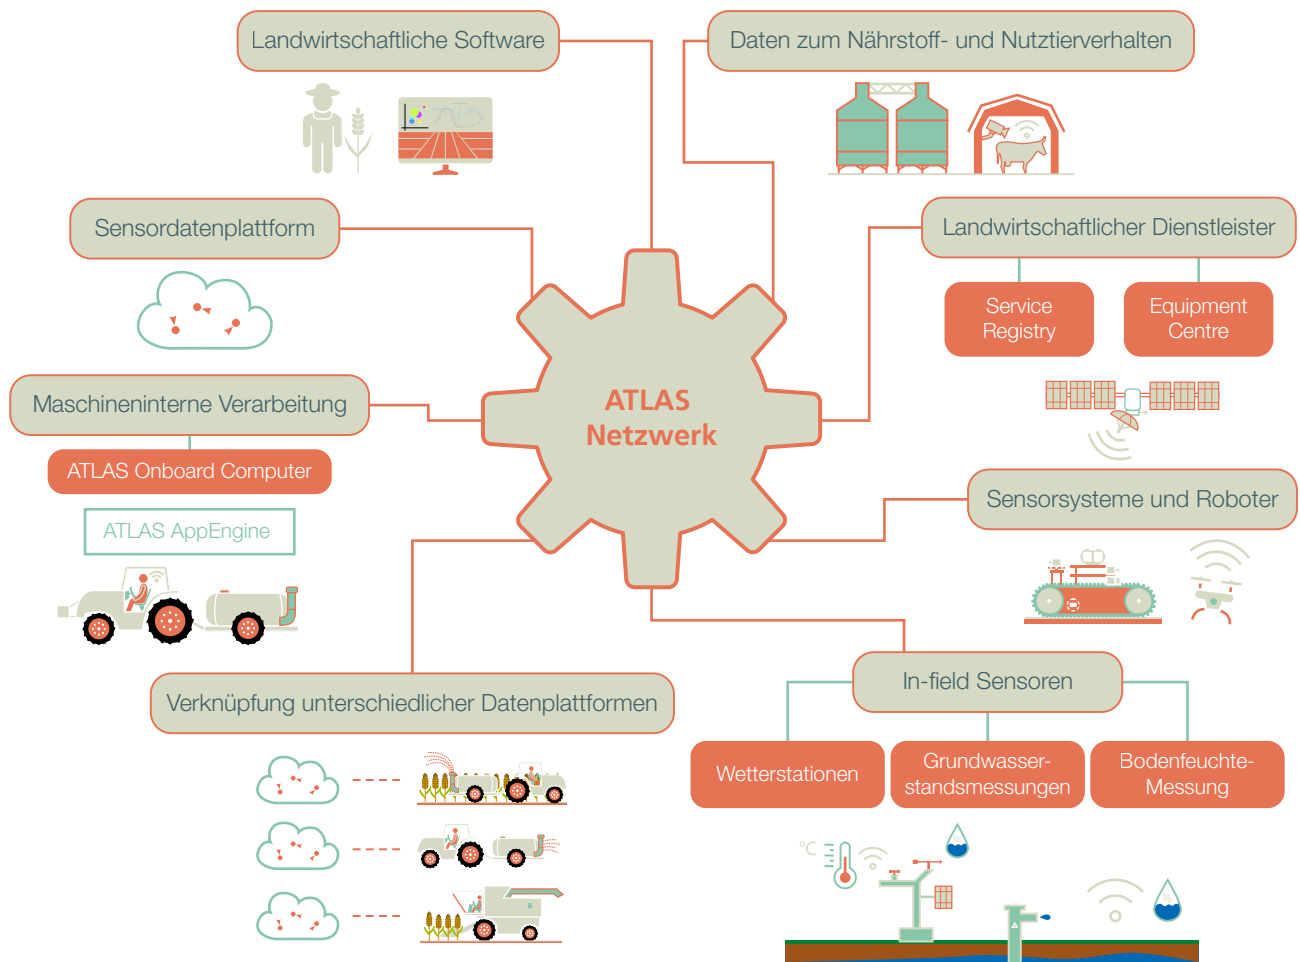 Landwirtschaftliche Software
Daten zum Nährstoff- und Nutztierverhalten
Sensordatenplattform
Landwirtschaftlicher Dienstleister
Service
Registry
Equipment
Centre
Maschineninterne Verarbeitung
ATLAS Onboard Computer
ATLAS AppEngine
ATLAS
Netzwerk
Sensorsysteme und Roboter
Verknüpfung unterschiedlicher Datenplattformen
In-field Sensoren
Wetterstationen
Grundwasser-
standsmessungen
Bodenfeuchte-
Messung
°C
%
%